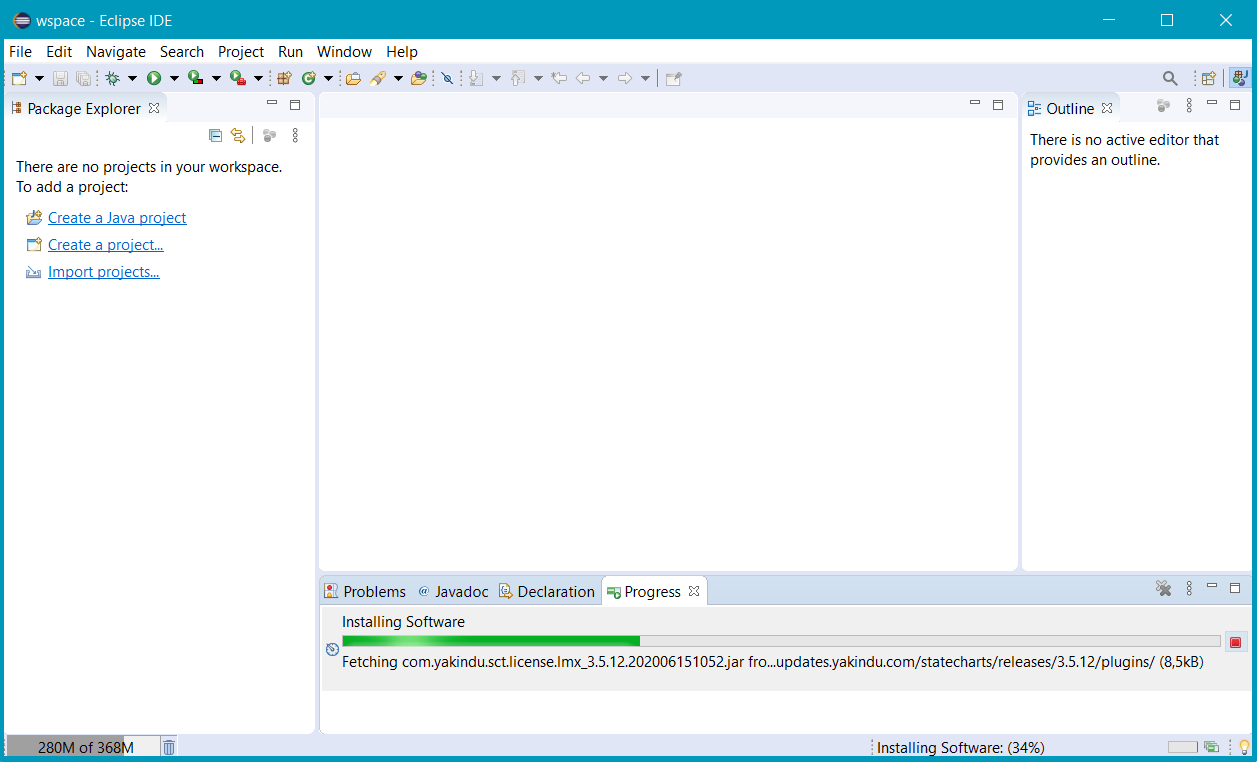 wspace - Eclipse IDE
File Edit Navigate Search Project Run Window Help
Package Explorer
There are no projects in your workspace.
To add a project:
Create a Java project
Create a project...
Import projects...
Outline
There is no active editor that
provides an outline.
Problems @ Javadoc Declaration Progress
Installing Software
Fetching com.yakindu.sct.license.lmx_3.5.12.202006151052.jar fro...updates.yakindu.com/statecharts/releases/3.5.12/plugins/ (8,5kB)
280M of 368M
Installing Software: (34%)